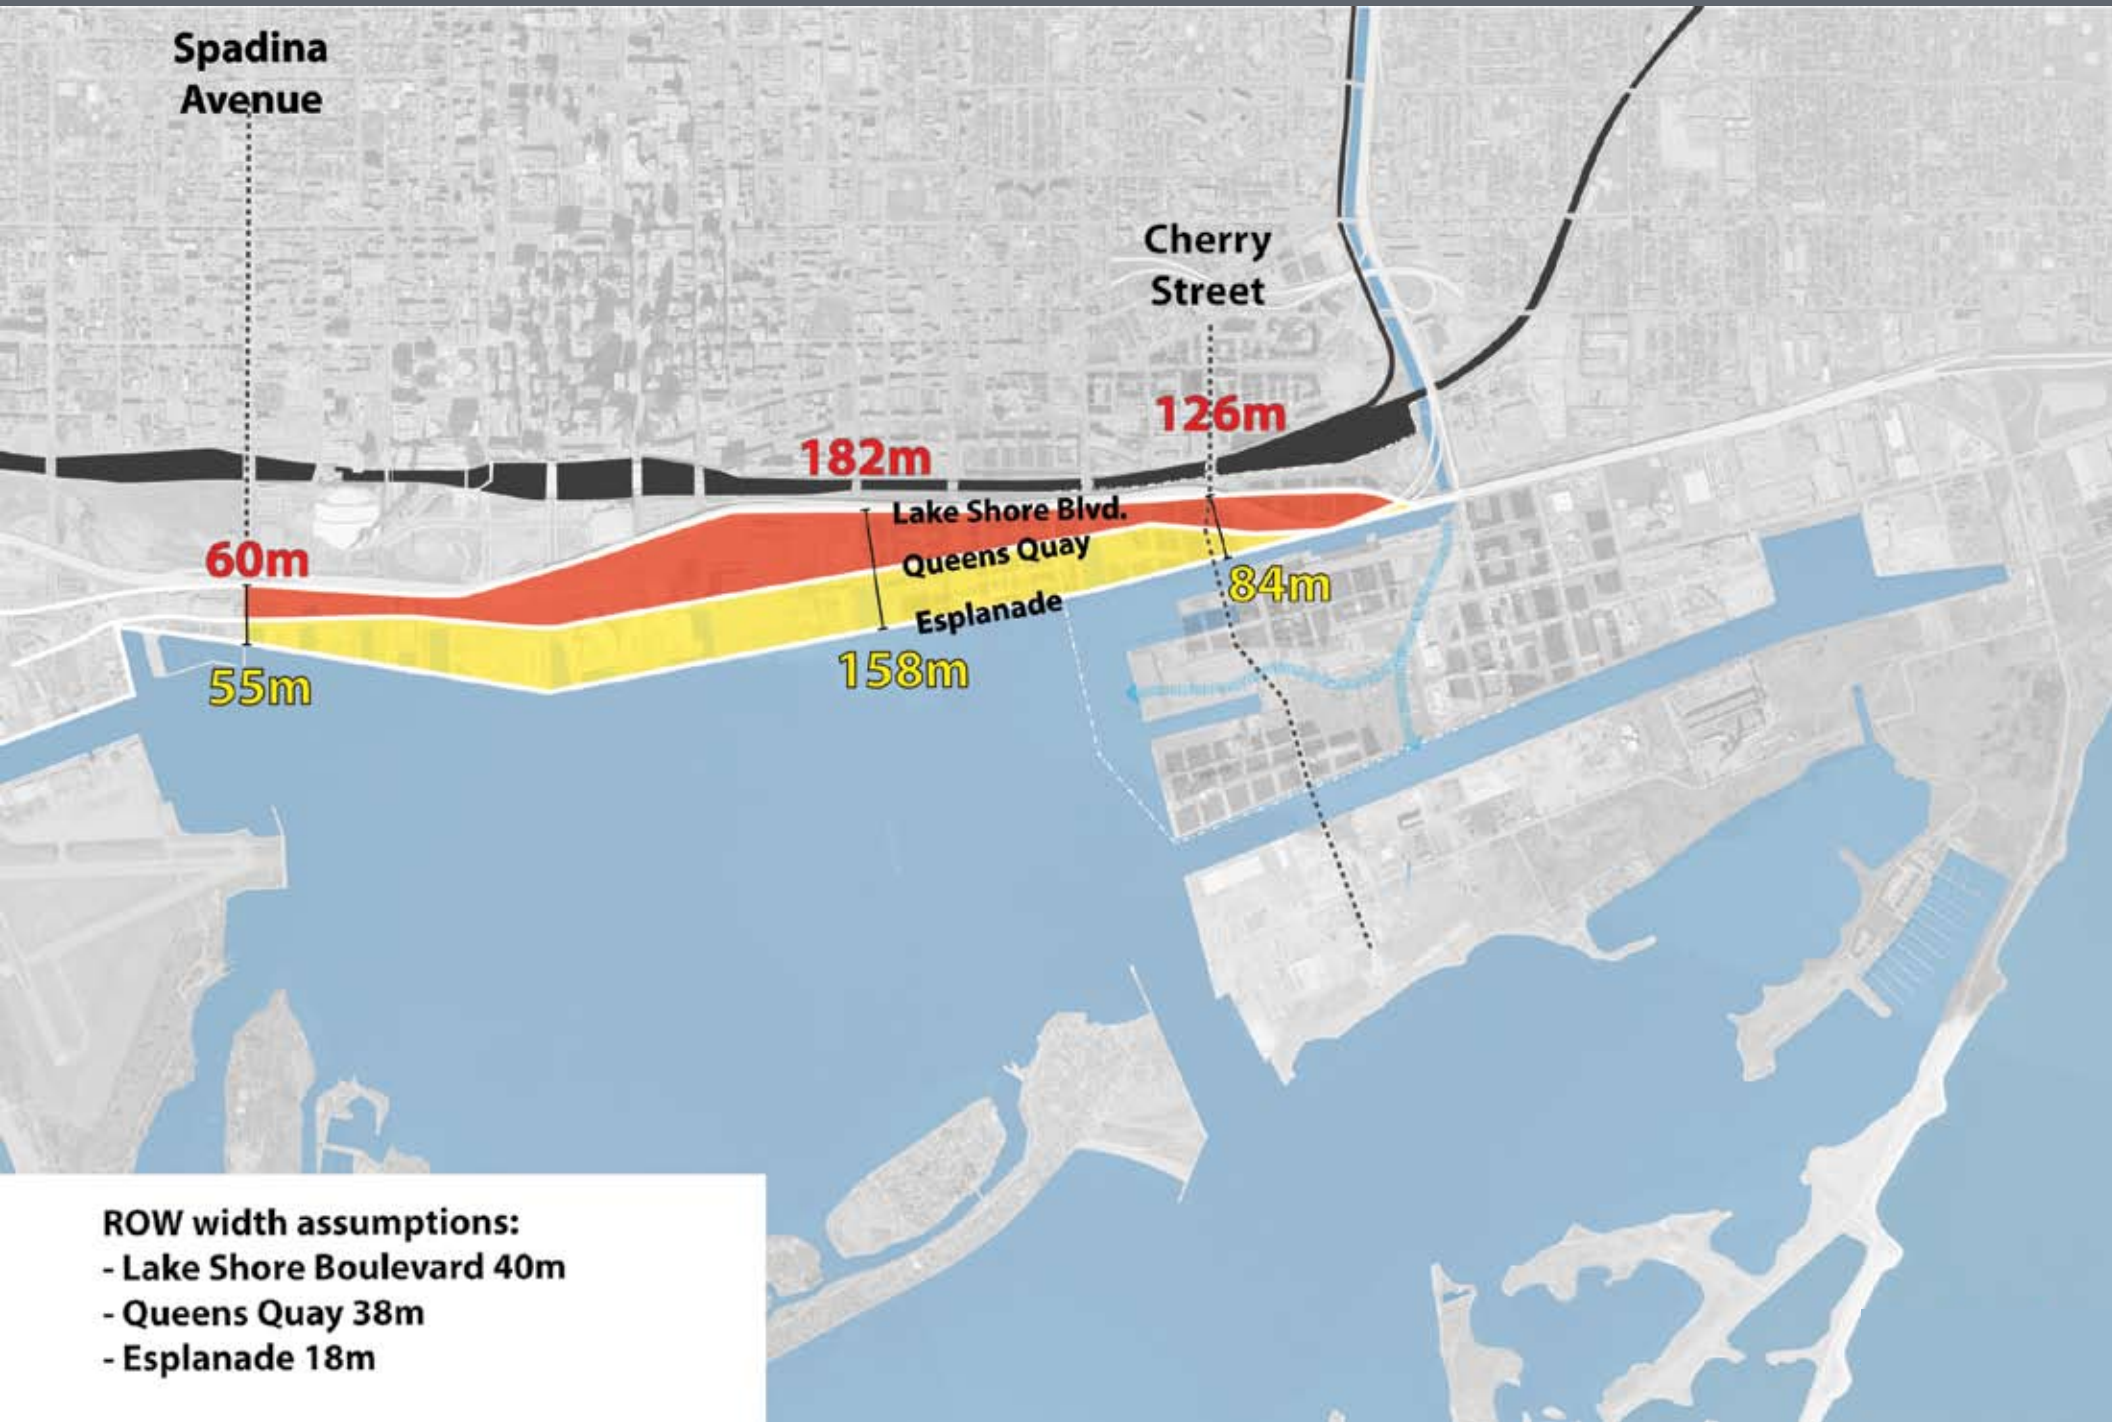 Spadina
Avenue
Cherry
Street
126m
182m
Lake Shore Blvd.
60m
Queens Quay
84m
Esplanade
158m
55m
ROW width assumptions:
- Lake Shore Boulevard 40m
- Queens Quay 38m
- Esplanade 18m